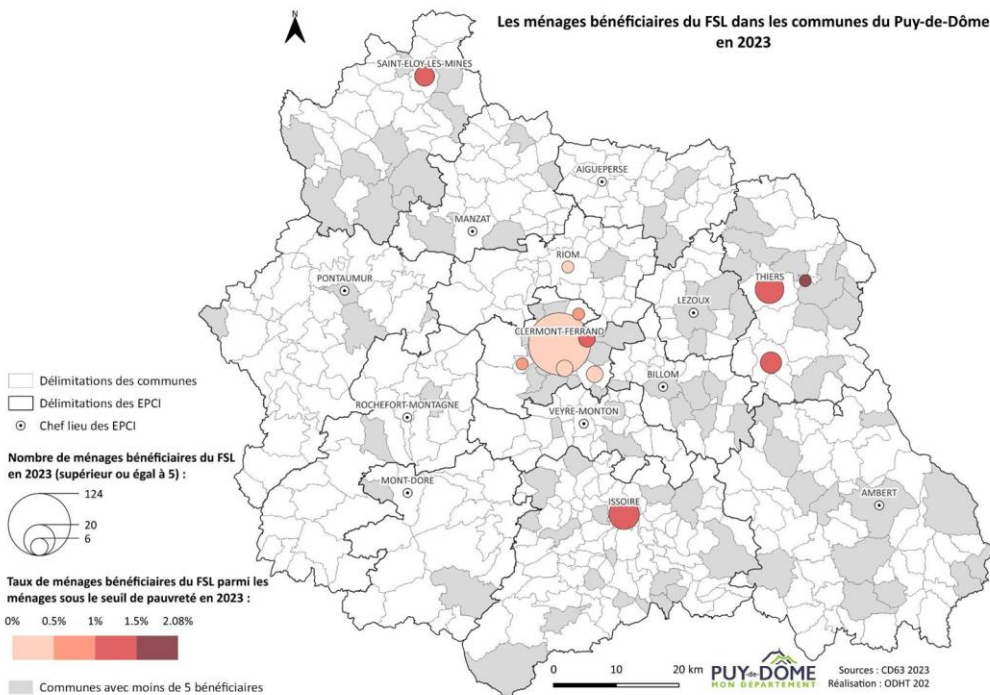 Les ménages bénéficiaires du FSL dans les communes du Puy-de-Dôme
en 2023
N
SAINT-ELOY-LES-MINES
AIGUEPERSE
MANZAT
RIOM
PONTAUMUR
THIERS
LEZOUX
CLERMONT-FERRAND
BILLOM
ROCHEFORT-MONTAGNE
VEYRE-MONTON
MONT-DORE
ISSOIRE
AMBERT
Délimitations des communes
Délimitations des EPCI
Chef lieu des EPCI
Nombre de ménages bénéficiaires du FSL
en 2023 (supérieur ou égal à 5) :
124
20
6
Taux de ménages bénéficiaires du FSL parmi les
ménages sous le seuil de pauvreté en 2023 :
0% 0.5% 1% 1.5% 2.08%
Communes avec moins de 5 bénéficiaires
0 10 20 km
PUY-de-DÔME
MON DÉPARTEMENT
Sources : CD63 2023
Réalisation : ODHT 202